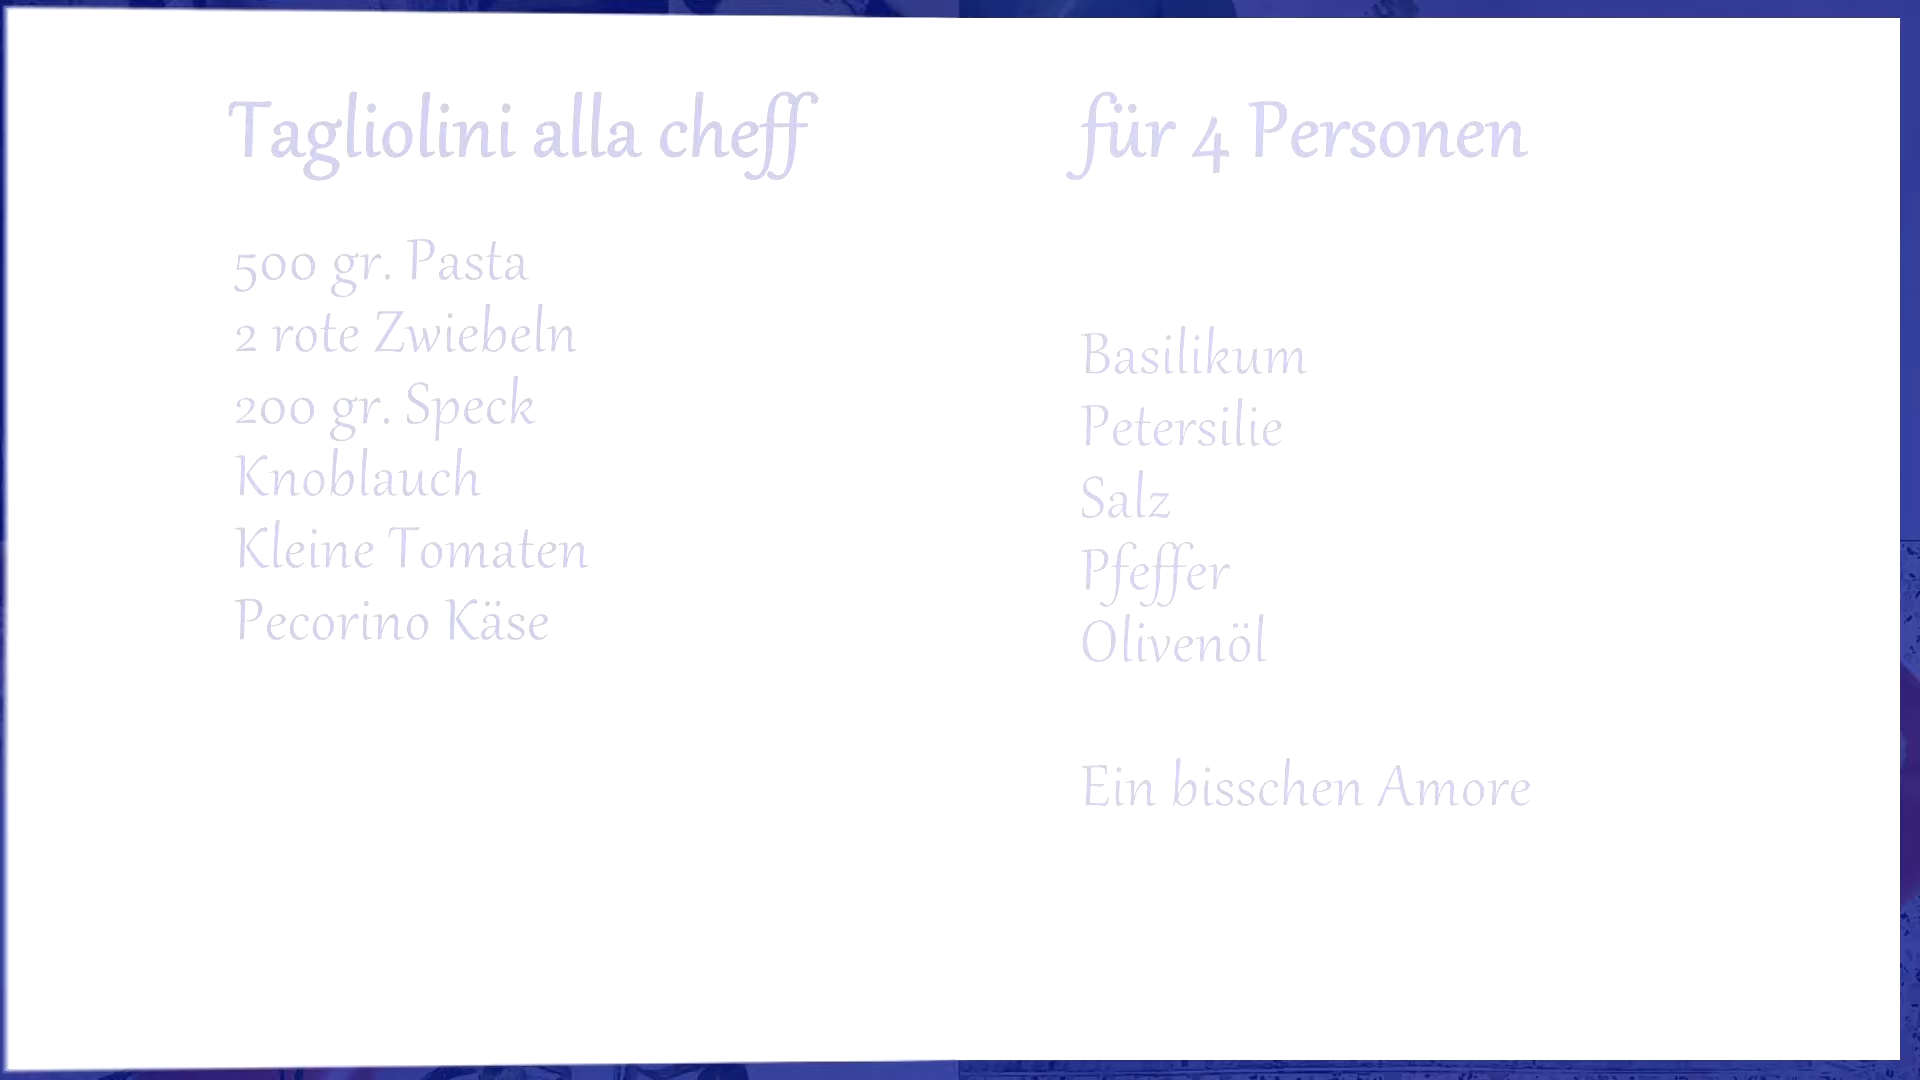 Tagliolini alla cheff
500 gr. Pasta
2 rote Zwiebeln
200 gr. Speck
Knoblauch
Kleine Tomaten
Pecorino Käse
für 4 Personen
Basilikum
Petersilie
Salz
Pfeffer
Olivenöl
Ein bisschen Amore